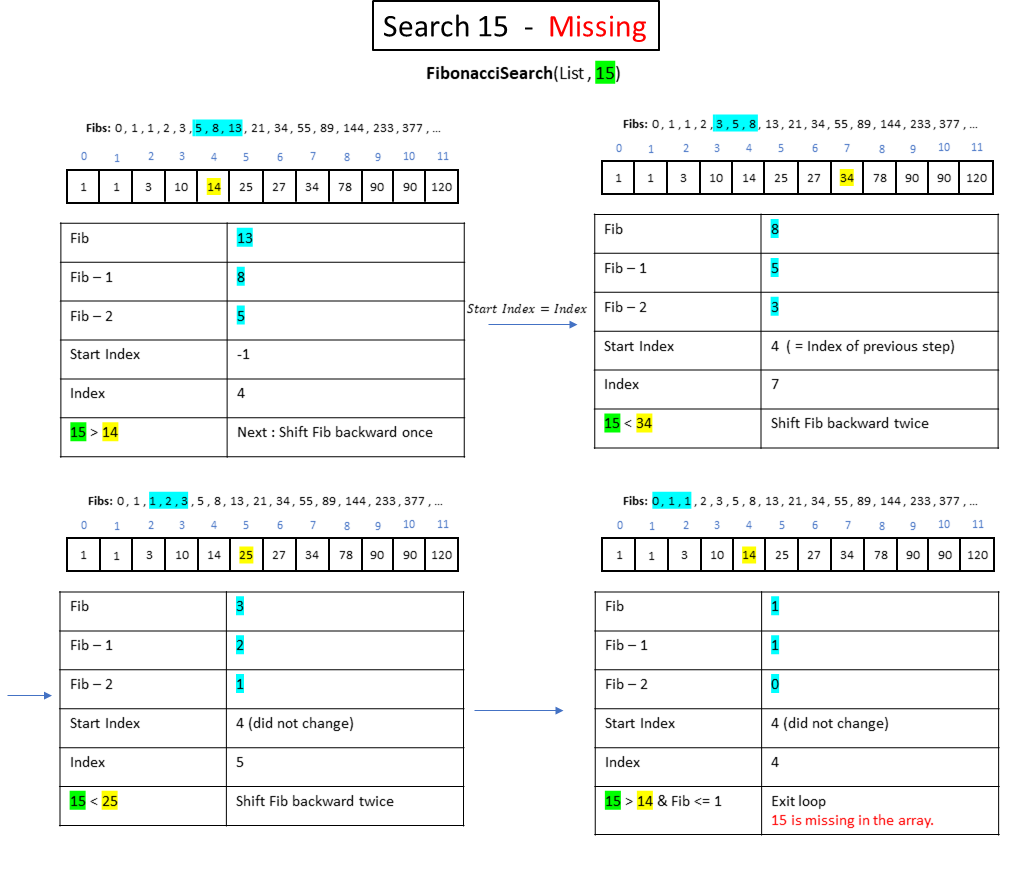 Search 15 - Missing
FibonacciSearch(List , 15)
Fibs: 0 , 1 , 1 , 2 , 3 , 5 , 8 , 13 , 21 , 34 , 55 , 89 , 144 , 233 , 377 , ...
0 1 2 3 4 5 6 7 8 9 10 11
1 1 3 10 14 25 27 34 78 90 90 120
Fib 13
Fib – 1 8
Fib – 2 5
Start Index -1
Index 4
15 > 14 Next : Shift Fib backward once
Start Index = Index
Fibs: 0 , 1 , 1 , 2 , 3 , 5 , 8 , 13 , 21 , 34 , 55 , 89 , 144 , 233 , 377 , ...
0 1 2 3 4 5 6 7 8 9 10 11
1 1 3 10 14 25 27 34 78 90 90 120
Fib 8
Fib – 1 5
Fib – 2 3
Start Index 4 ( = Index of previous step)
Index 7
15 < 34 Shift Fib backward twice
Fibs: 0 , 1 , 1 , 2 , 3 , 5 , 8 , 13 , 21 , 34 , 55 , 89 , 144 , 233 , 377 , ...
0 1 2 3 4 5 6 7 8 9 10 11
1 1 3 10 14 25 27 34 78 90 90 120
Fib 3
Fib – 1 2
Fib – 2 1
Start Index 4 (did not change)
Index 5
15 < 25 Shift Fib backward twice
Fibs: 0 , 1 , 1 , 2 , 3 , 5 , 8 , 13 , 21 , 34 , 55 , 89 , 144 , 233 , 377 , ...
0 1 2 3 4 5 6 7 8 9 10 11
1 1 3 10 14 25 27 34 78 90 90 120
Fib 1
Fib – 1 1
Fib – 2 0
Start Index 4 (did not change)
Index 4
15 > 14 & Fib <= 1 Exit loop
15 is missing in the array.